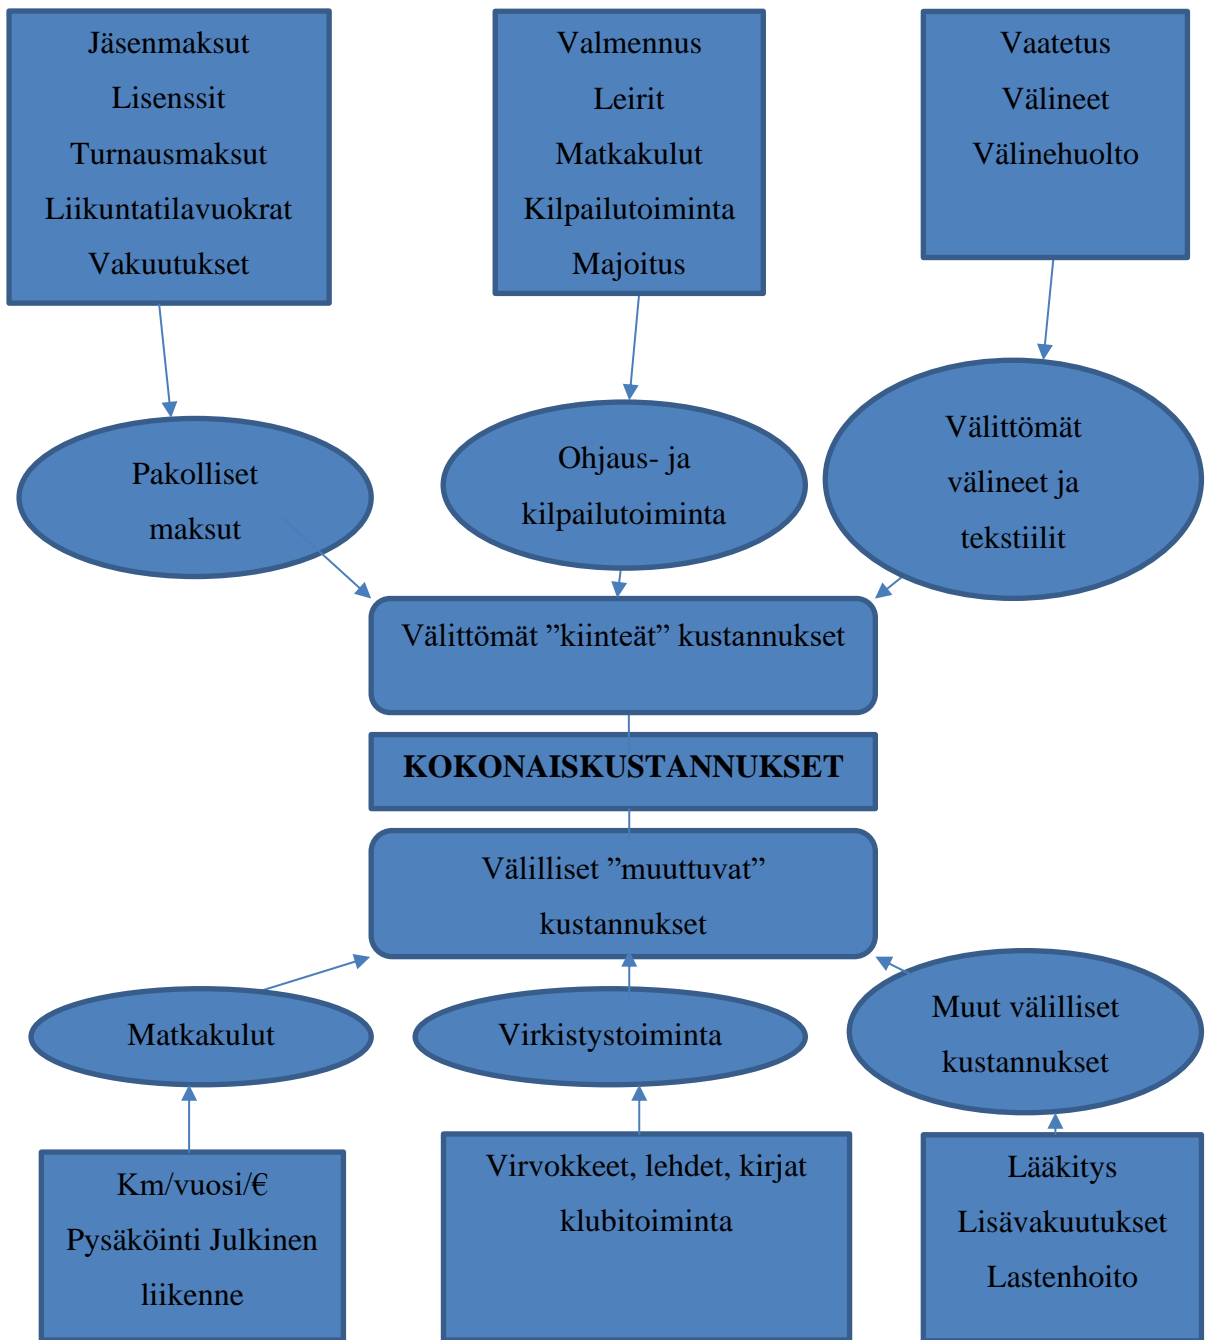 Jäsenmaksut
Lisenssit
Turnausmaksut
Liikuntatilavuokrat
Vakuutukset
Valmennus
Leirit
Matkakulut
Kilpailutoiminta
Majoitus
Vaatetus
Välineet
Välinehuolto
Pakolliset
maksut
Ohjaus- ja
kilpailutoiminta
Välittömät
välineet ja
tekstiilit
Välittömät ”kiinteät” kustannukset
KOKONAISKUSTANNUKSET
Välilliset ”muuttuvat”
kustannukset
Matkakulut
Virkistystoiminta
Muut välilliset
kustannukset
Km/vuosi/€
Pysäköinti Julkinen
liikenne
Virvokkeet, lehdet, kirjat
klubitoiminta
Lääkitys
Lisävakuutukset
Lastenhoito